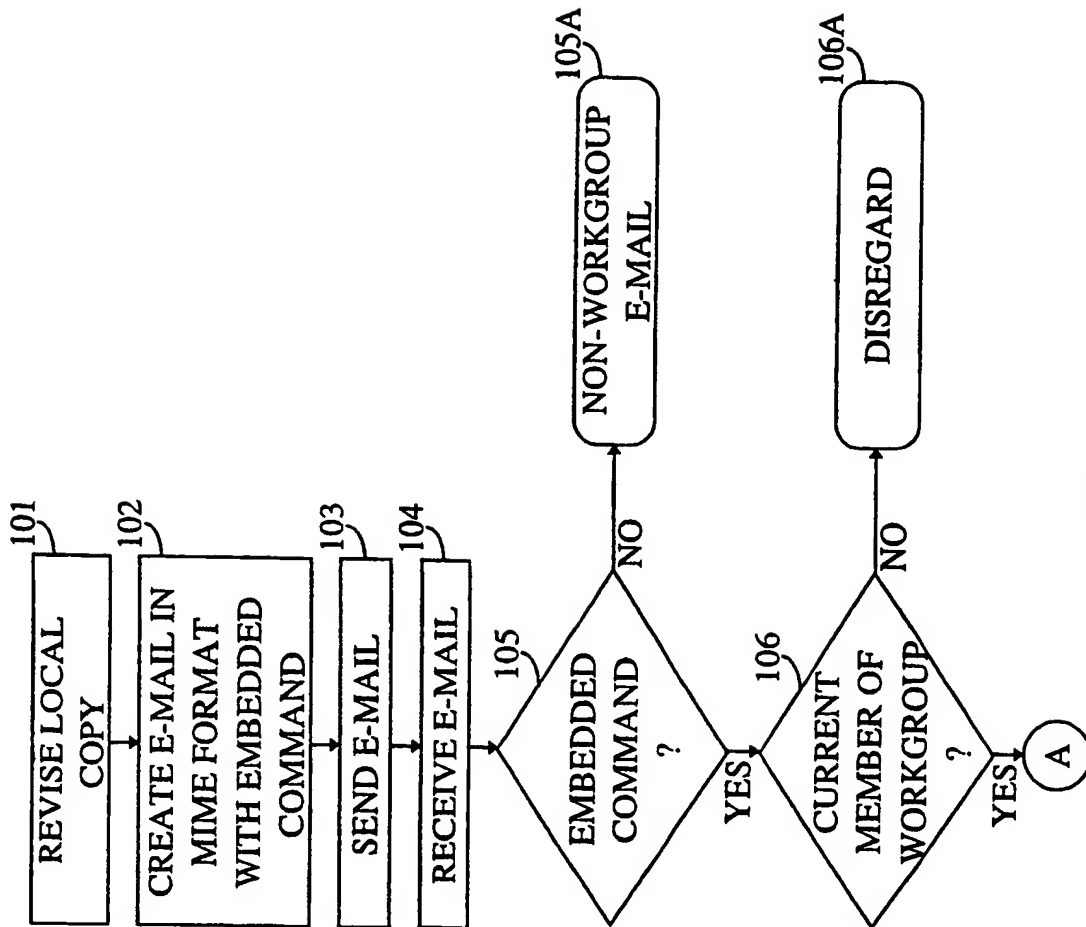 101
REVISE LOCAL
COPY
102
CREATE E-MAIL IN
MIME FORMAT
WITH EMBEDDED
COMMAND
103
SEND E-MAIL
104
RECEIVE E-MAIL
105
EMBEDDED
COMMAND
?
NO
YES
105A
NON-WORKGROUP
E-MAIL
106
CURRENT
MEMBER OF
WORKGROUP
?
NO
YES
106A
DISREGARD
A